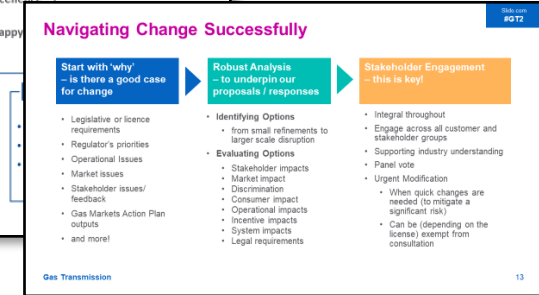 Slido.com
#GT2
Navigating Change Successfully
Start with ‘why’
– is there a good case
for change
Robust Analysis
– to underpin our
proposals / responses
Stakeholder Engagement
– this is key!
• Legislative or licence
requirements
• Regulator’s priorities
• Operational Issues
• Market issues
• Stakeholder issues/
feedback
• Gas Markets Action Plan
outputs
• and more!
• Identifying Options
• from small refinements to
larger scale disruption
• Evaluating Options
• Stakeholder impacts
• Market impact
• Discrimination
• Consumer impact
• Operational impacts
• Incentive impacts
• System impacts
• Legal requirements
• Integral throughout
• Engage across all customer and
stakeholder groups
• Supporting industry understanding
• Panel vote
• Urgent Modification
• When quick changes are
needed (to mitigate a
significant risk)
• Can be (depending on the
license) exempt from
consultation
Gas Transmission
13